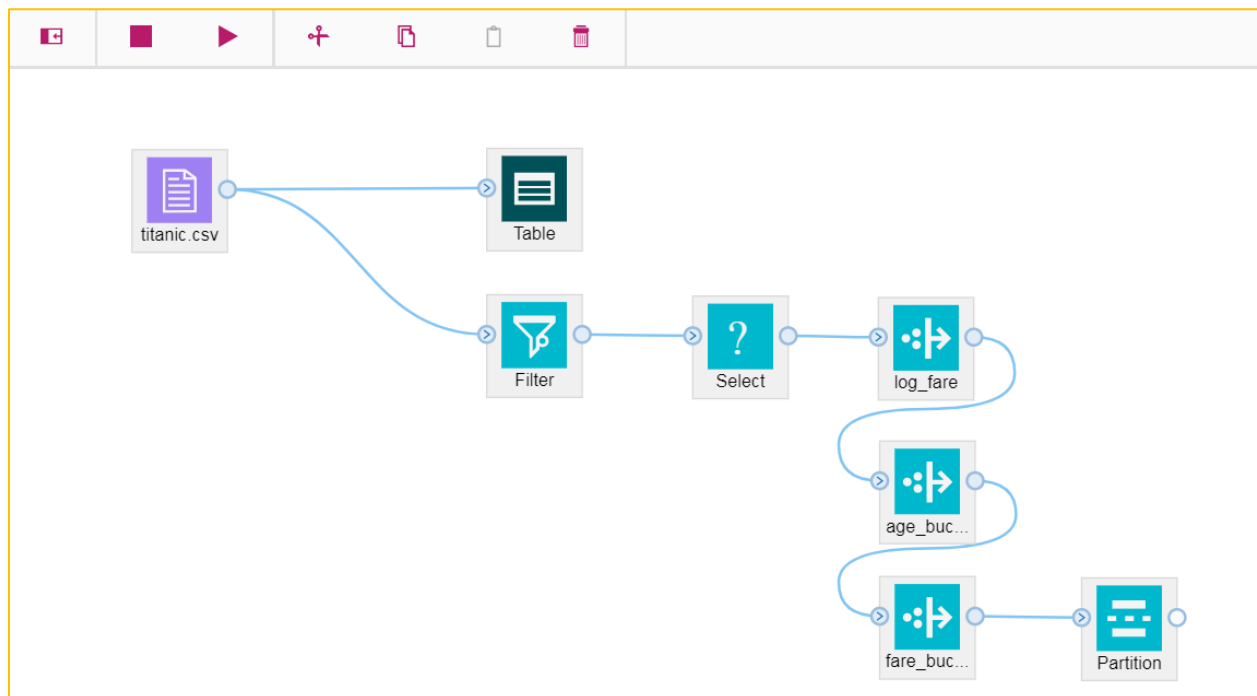 titanic.csv
Table
Filter
?
Select
log_fare
age_buc...
fare_buc...
Partition